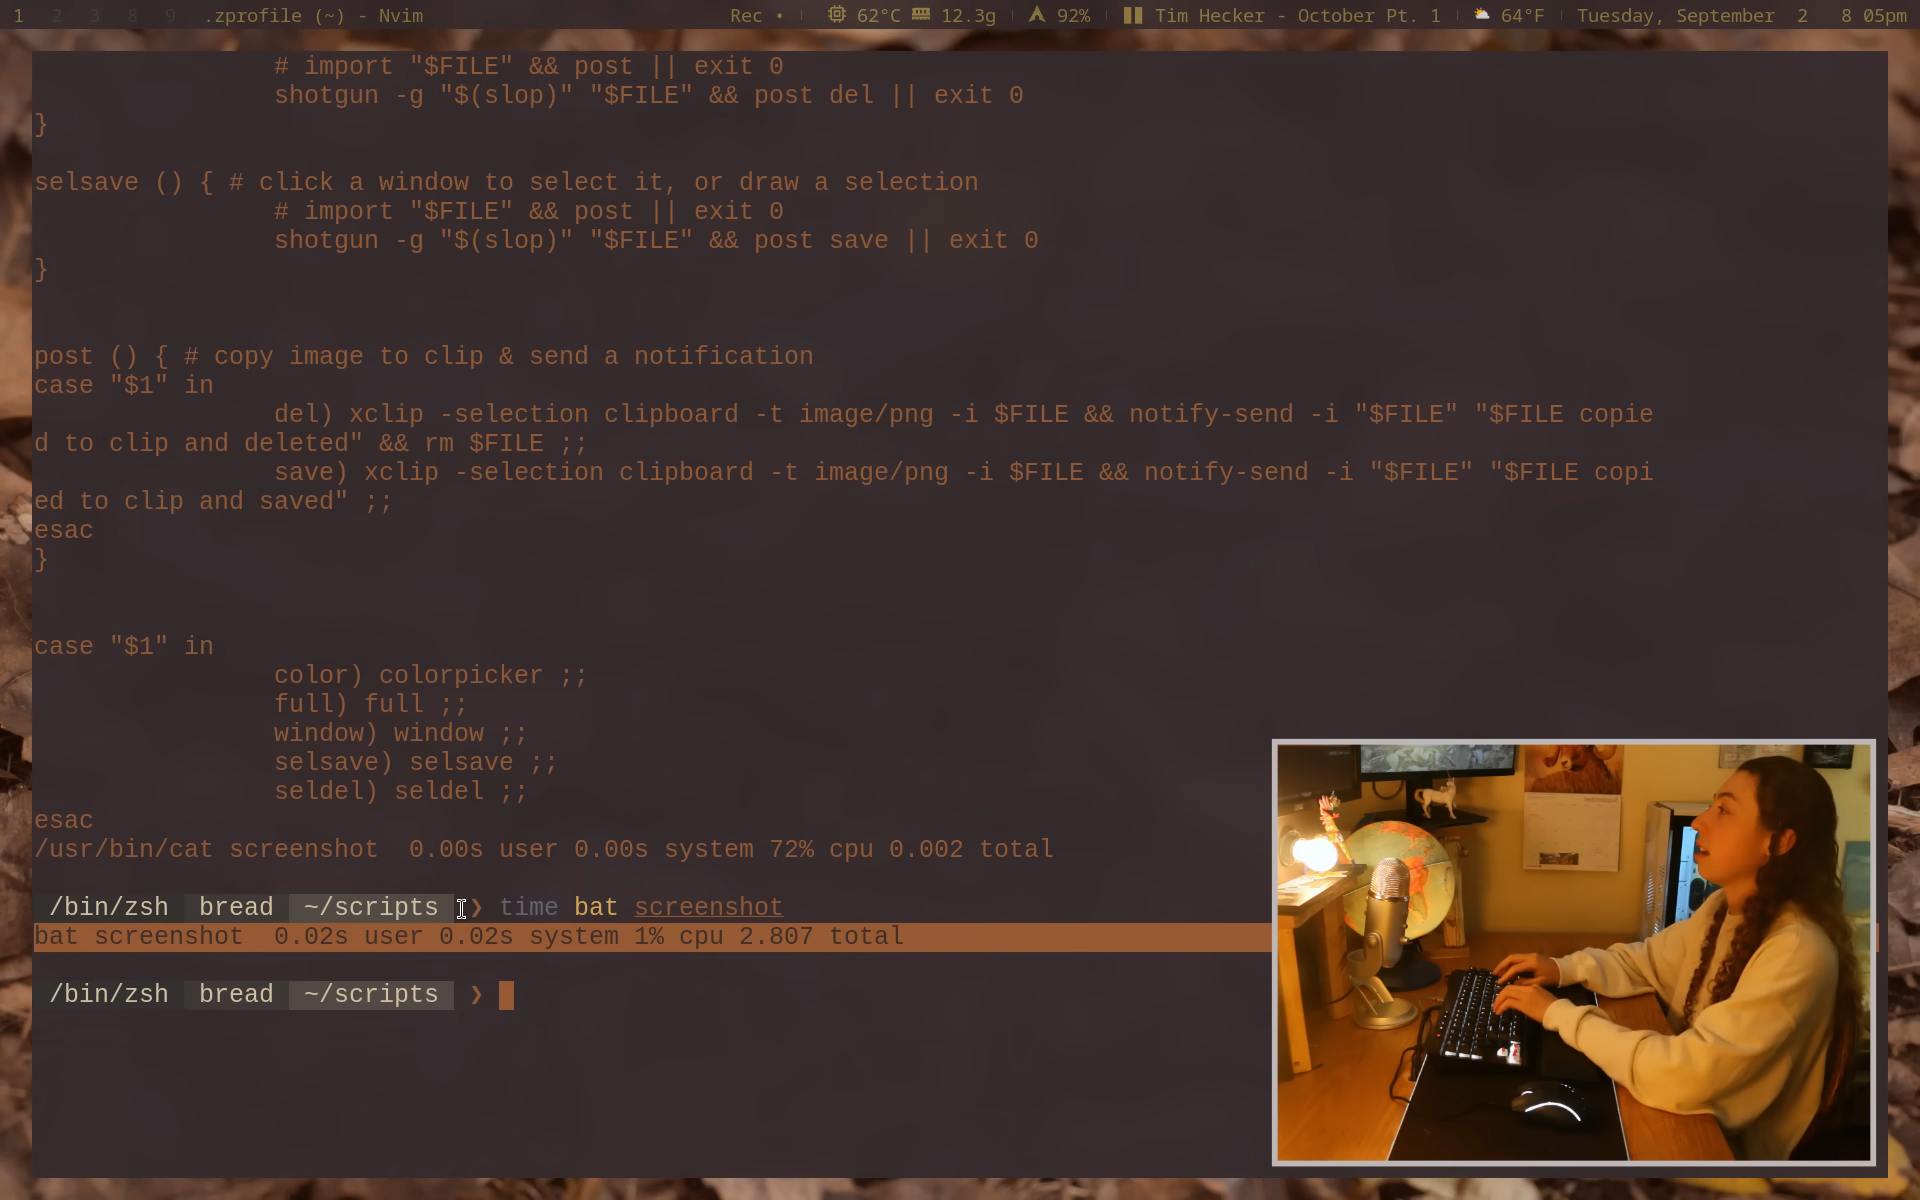 1 2 3 8 9 .zprofile (~) - Nvim Rec • 62°C 12.3g 92% Tim Hecker - October Pt. 1 64°F Tuesday, September 2 8 05pm
# import "$FILE" && post || exit 0
shotgun -g "$(slop)" "$FILE" && post del || exit 0
}
selsave () { # click a window to select it, or draw a selection
# import "$FILE" && post || exit 0
shotgun -g "$(slop)" "$FILE" && post save || exit 0
}
post () { # copy image to clip & send a notification
case "$1" in
del) xclip -selection clipboard -t image/png -i $FILE && notify-send -i "$FILE" "$FILE copie
d to clip and deleted" && rm $FILE ;;
save) xclip -selection clipboard -t image/png -i $FILE && notify-send -i "$FILE" "$FILE copi
ed to clip and saved" ;;
esac
}
case "$1" in
color) colorpicker ;;
full) full ;;
window) window ;;
selsave) selsave ;;
seldel) seldel ;;
esac
/usr/bin/cat screenshot 0.00s user 0.00s system 72% cpu 0.002 total
/bin/zsh bread ~/scripts ❯ time bat screenshot
bat screenshot 0.02s user 0.02s system 1% cpu 2.807 total
/bin/zsh bread ~/scripts ❯